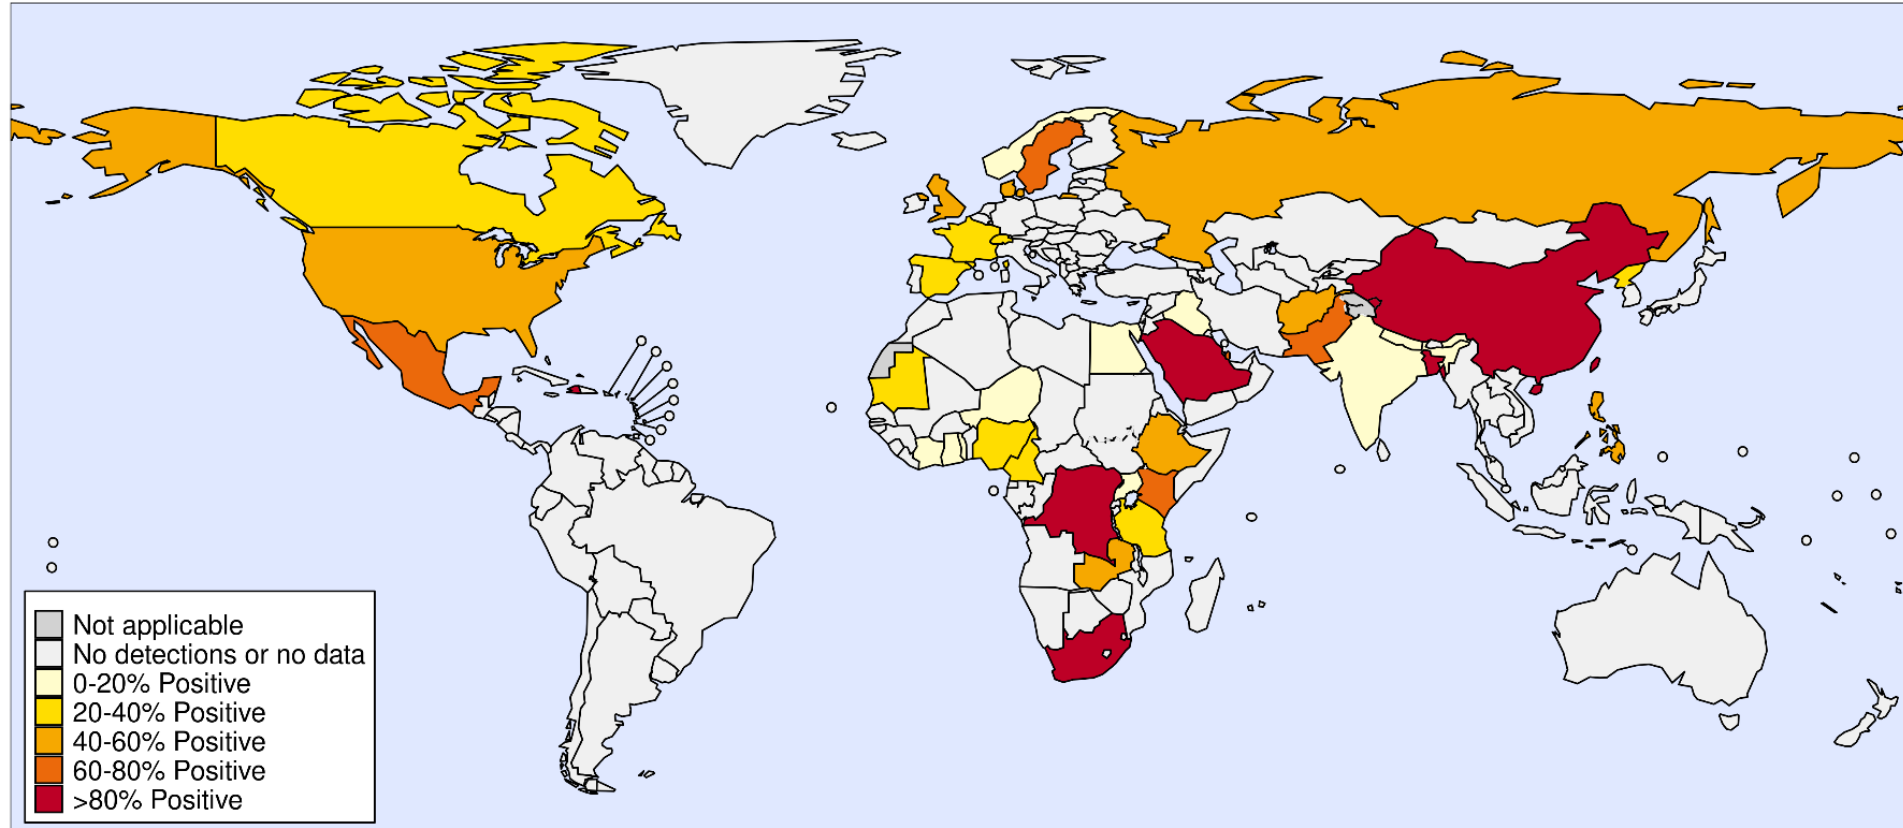 Not applicable
No detections or no data
0-20% Positive
20-40% Positive
40-60% Positive
60-80% Positive
>80% Positive